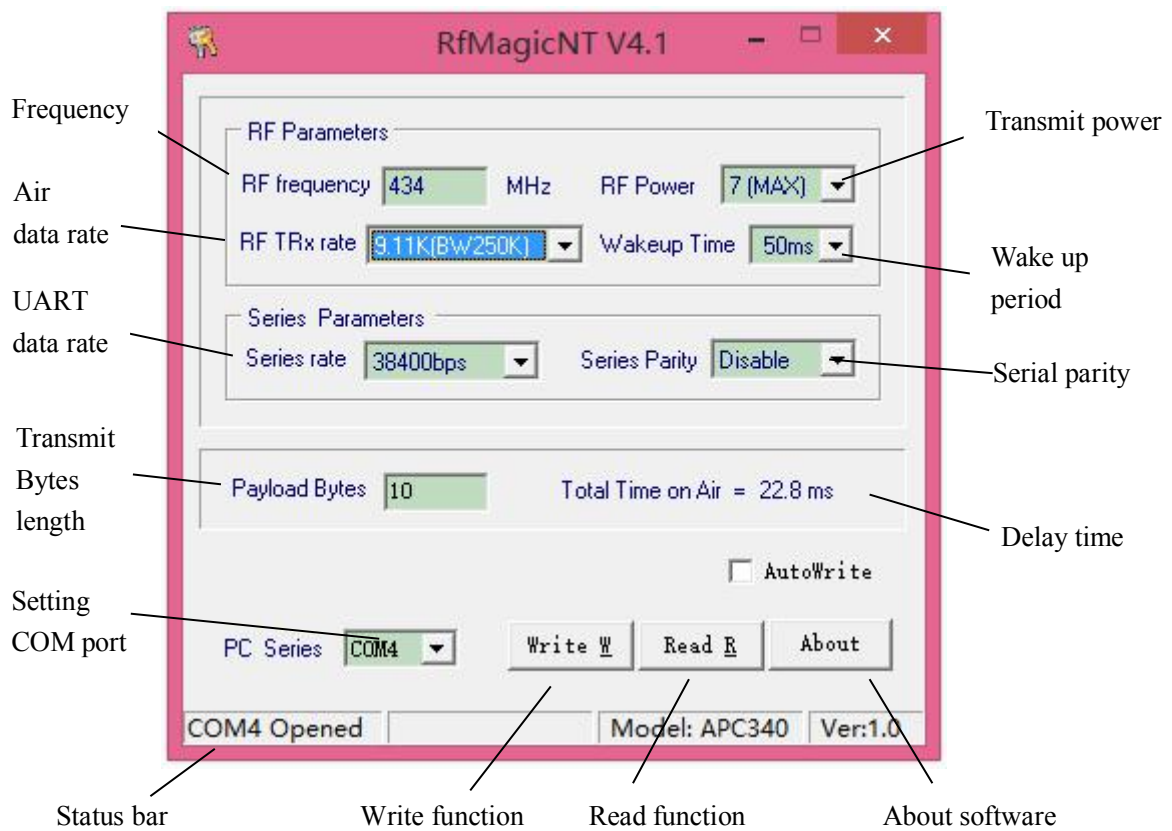 RfMagicNT V4.1
Frequency
Transmit power
RF Parameters
RF frequency 434 MHz RF Power 7 (MAX)
Air
data rate
RF TRx rate 9.11K(BW250K) Wakeup Time 50ms
Wake up
period
UART
data rate
Series Parameters
Series rate 38400bps Series Parity Disable
Serial parity
Transmit
Bytes
length
Payload Bytes 10 Total Time on Air = 22.8 ms
Delay time
AutoWrite
Setting
COM port
PC Series COM4 Write W Read R About
COM4 Opened Model: APC340 Ver:1.0
Status bar Write function Read function About software